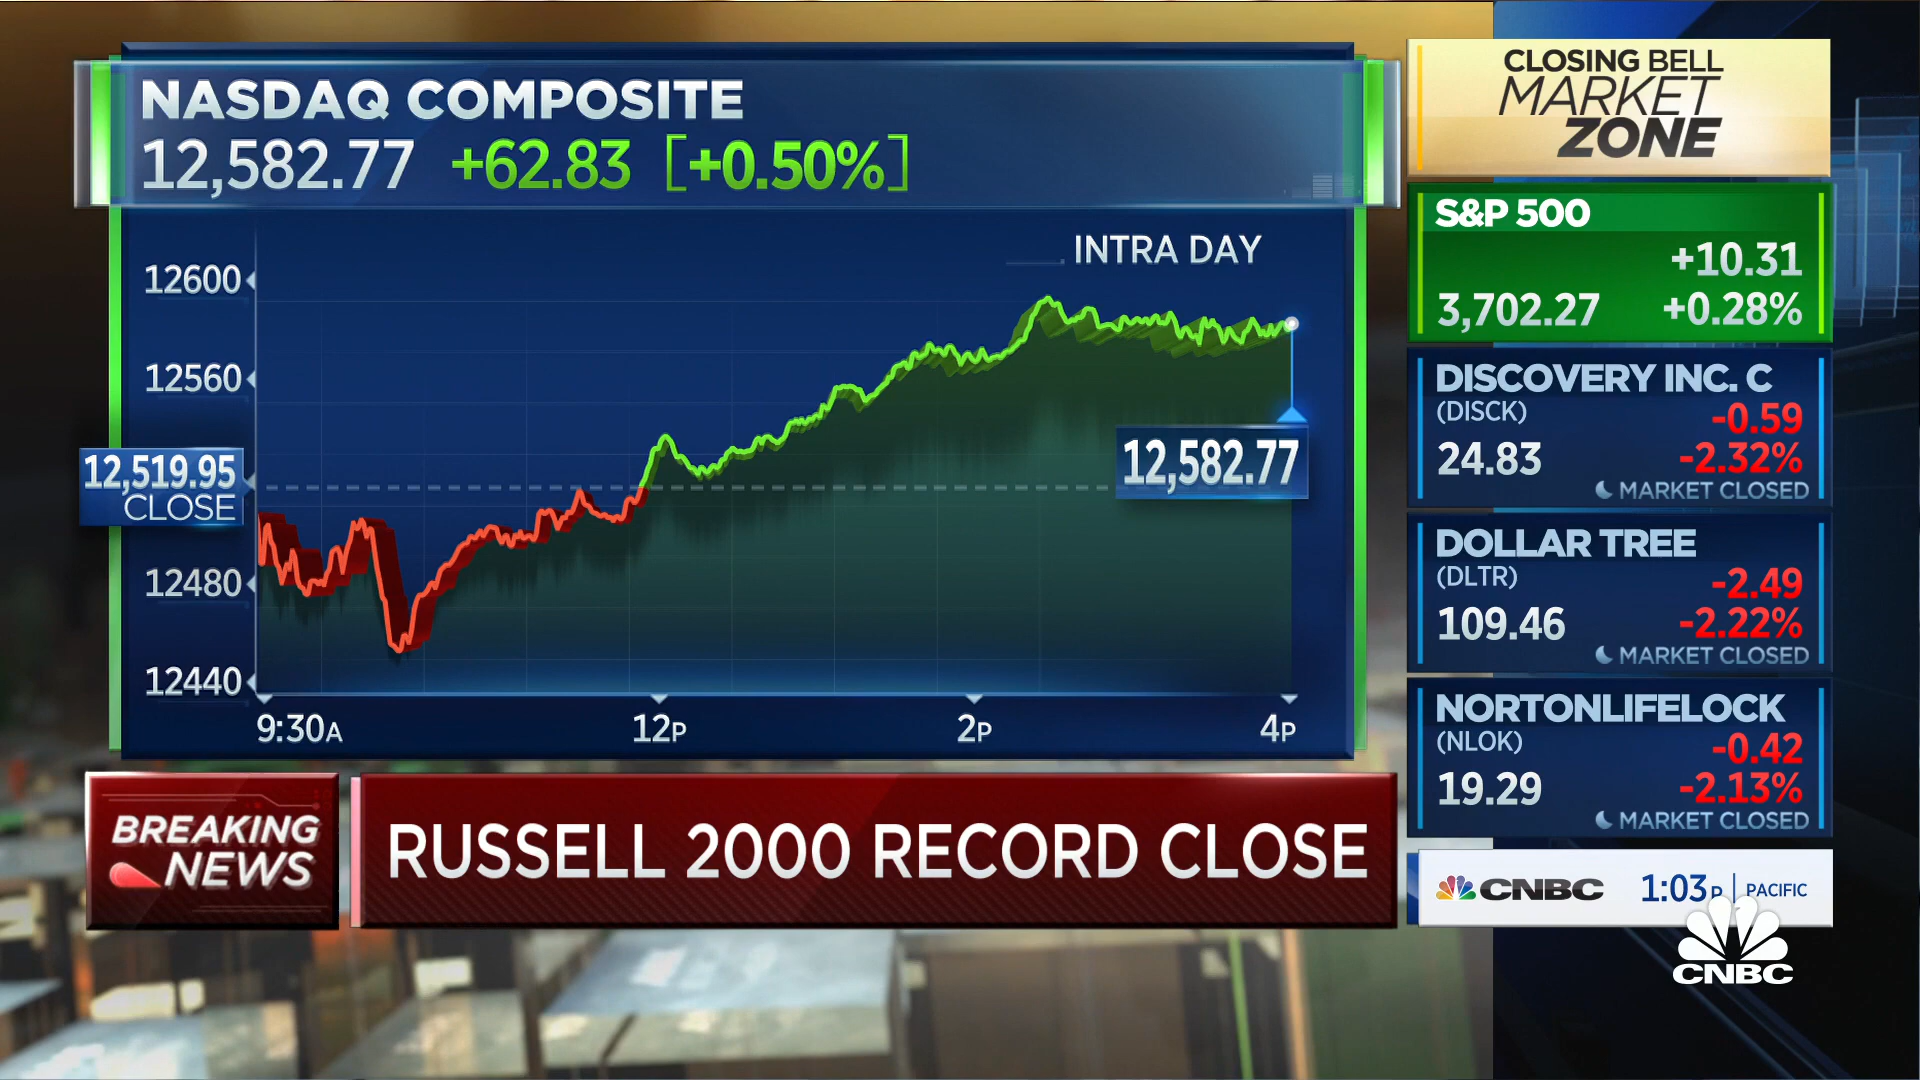 NASDAQ COMPOSITE
12,582.77 +62.83 [+0.50%]
INTRA DAY
12600
12560
12,519.95
CLOSE
12480
12440
12,582.77
9:30A 12P 2P 4P
BREAKING
NEWS
RUSSELL 2000 RECORD CLOSE
CLOSING BELL
MARKET
ZONE
S&P 500
+10.31
3,702.27 +0.28%
DISCOVERY INC. C
(DISCK) -0.59
24.83 -2.32%
MARKET CLOSED
DOLLAR TREE
(DLTR) -2.49
109.46 -2.22%
MARKET CLOSED
NORTONLIFELOCK
(NLOK) -0.42
19.29 -2.13%
MARKET CLOSED
CNBC 1:03P PACIFIC
CNBC